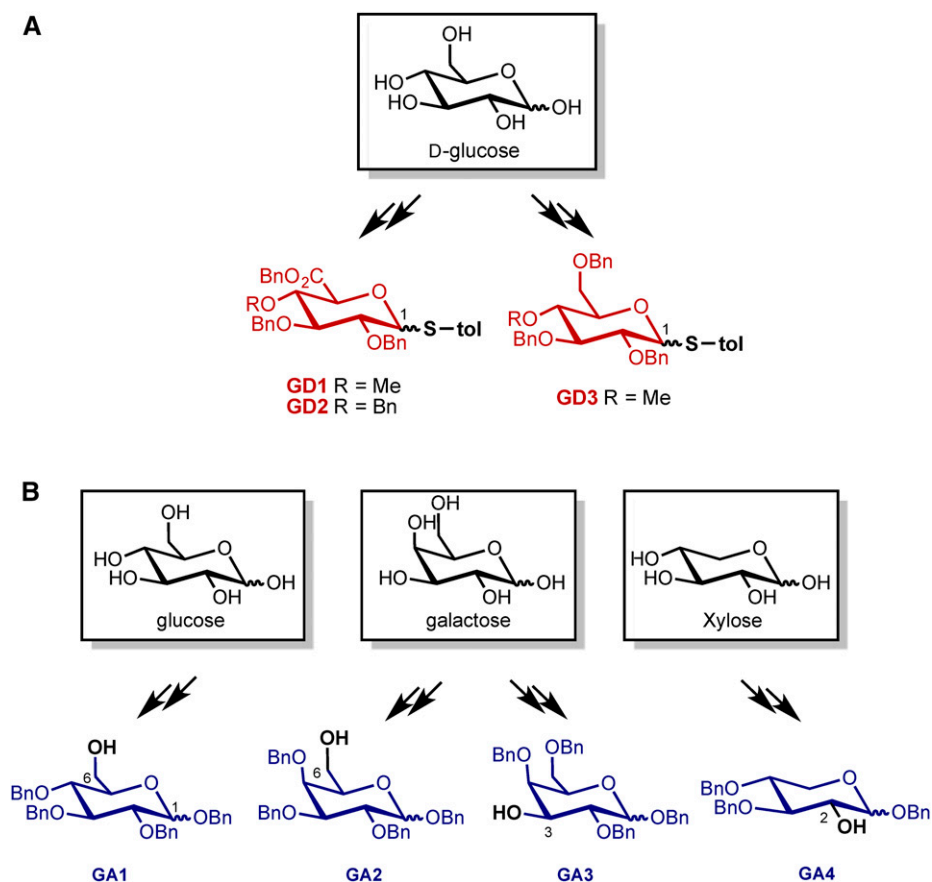 A
OH
HO
HO
O
OH
OH
D-glucose
BnO₂C
RO
BnO
O
OBn
1
S–tol
OBn
RO
BnO
O
OBn
1
S–tol
GD1 R = Me
GD2 R = Bn
GD3 R = Me
B
OH
HO
HO
O
OH
OH
glucose
OH
OH
HO
O
OH
OH
galactose
HO
HO
O
OH
OH
Xylose
OH
6
BnO
BnO
O
1
OBn
OBn
GA1
OH
BnO
6
O
BnO
OBn
OBn
GA2
OBn
BnO
O
HO
3
OBn
OBn
GA3
BnO
BnO
O
2
OH
OBn
GA4